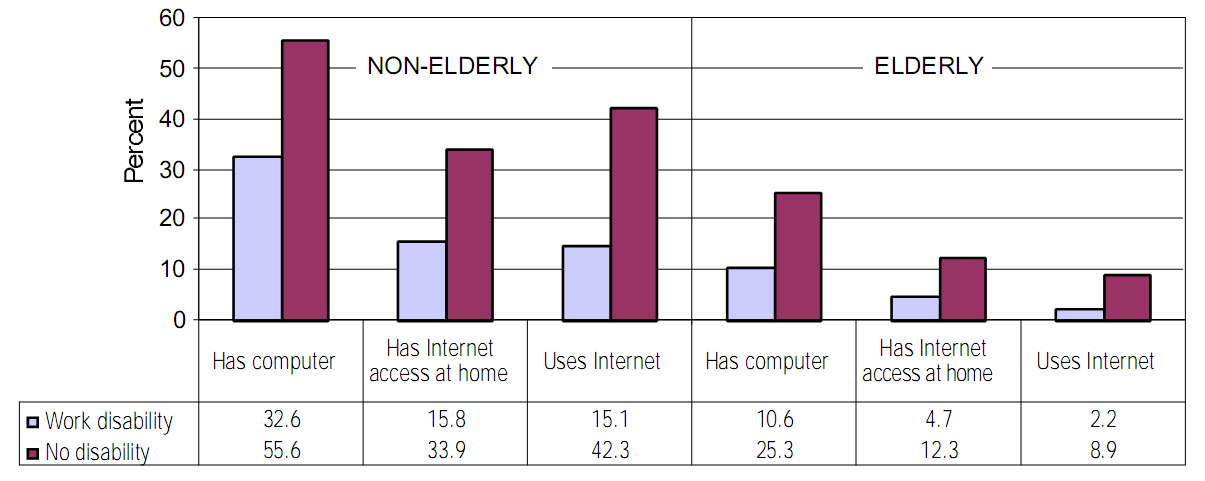 60
50
40
30
20
10
0
Percent
NON-ELDERLY
ELDERLY
Has computer
Has Internet
access at home
Uses Internet
Has computer
Has Internet
access at home
Uses Internet
Work disability 32.6 15.8 15.1 10.6 4.7 2.2
No disability 55.6 33.9 42.3 25.3 12.3 8.9